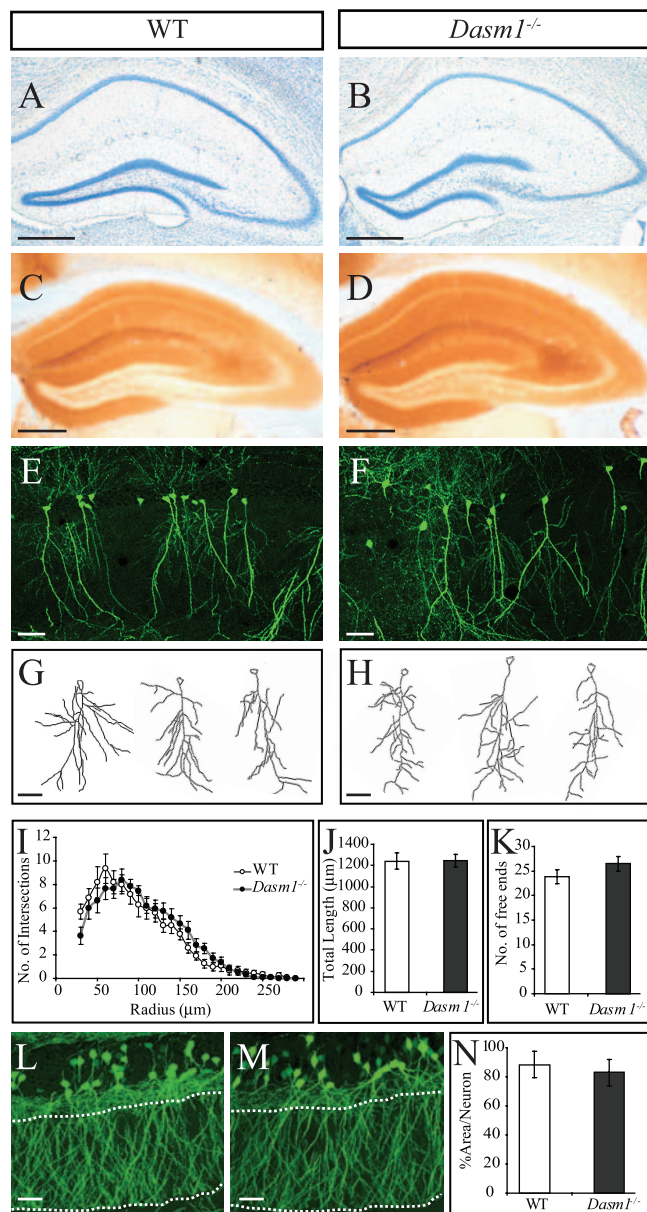 WT
Dasm1-/-
A
B
C
D
E
F
G
H
I
No. of Intersections
12
10
8
6
4
2
0
0
50
100
150
200
250
Radius (µm)
WT
Dasm1-/-
J
Total Length (µm)
1400
1200
1000
800
600
400
200
0
WT
Dasm1-/-
K
No. of free ends
35
30
25
20
15
10
5
0
WT
Dasm1-/-
L
M
N
%Area/Neuron
100
80
60
40
20
0
WT
Dasm1-/-